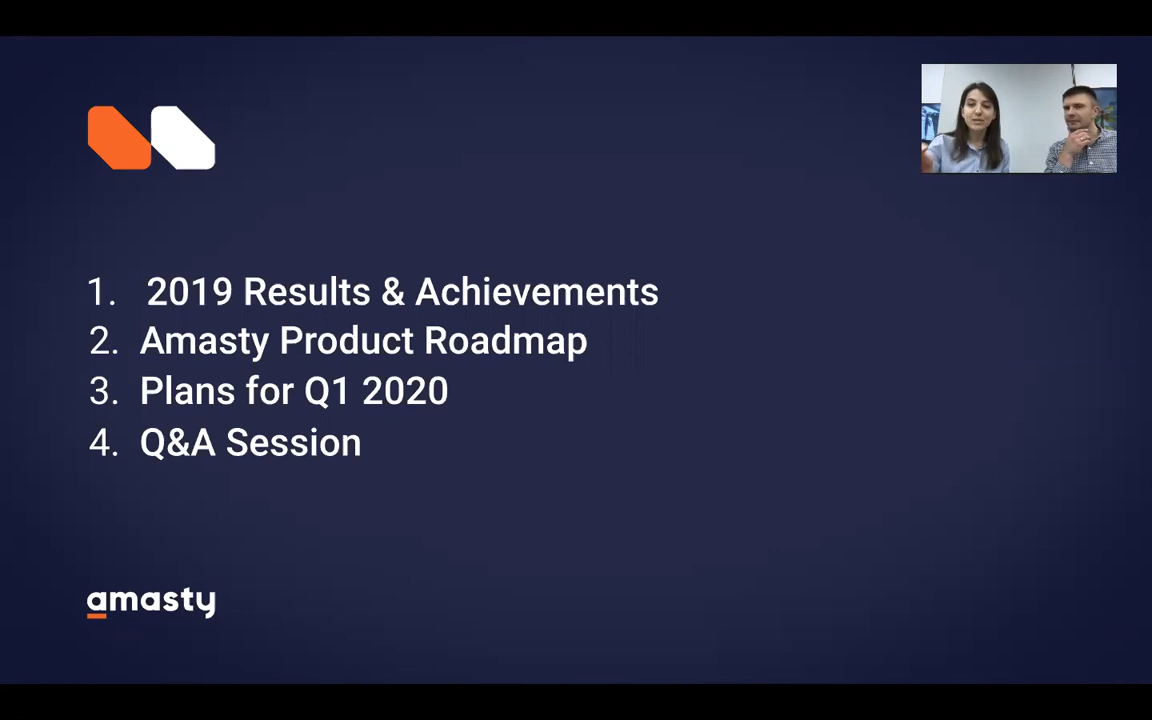 1. 2019 Results & Achievements
2. Amasty Product Roadmap
3. Plans for Q1 2020
4. Q&A Session
amasty